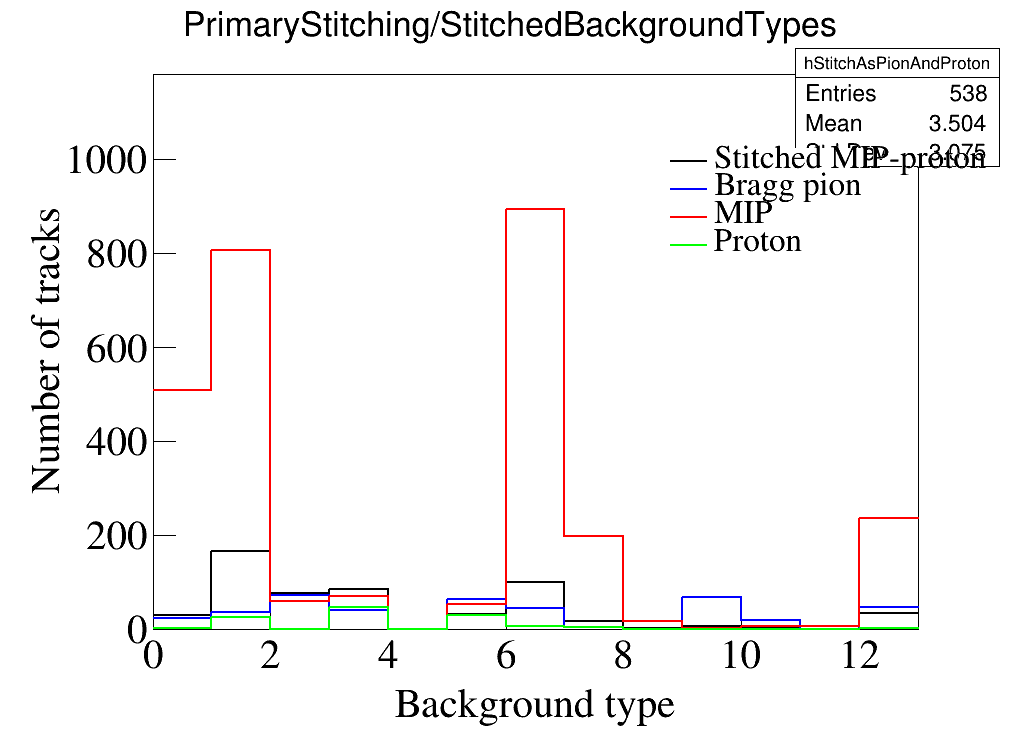 PrimaryStitching/StitchedBackgroundTypes
hStitchAsPionAndProton
Entries 538
Mean 3.504
3.075
Stitched MIP-proton
Bragg pion
MIP
Proton
Number of tracks
1000
800
600
400
200
0
0 2 4 6 8 10 12
Background type